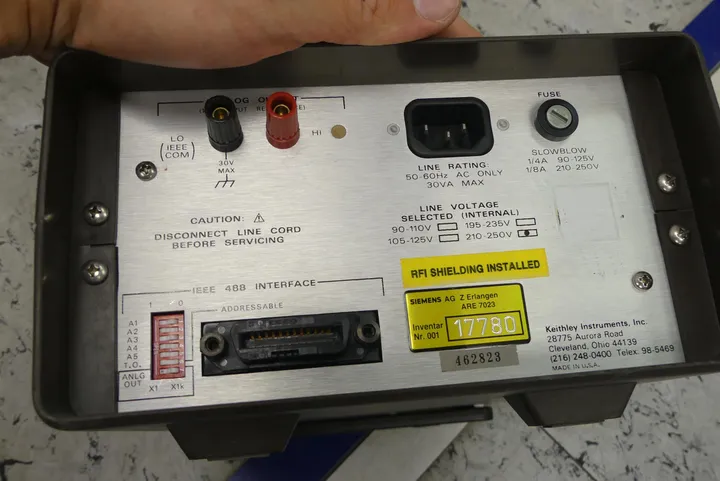 OG O
HI
LO
(IEEE
COM)
30V
MAX
LINE RATING
50-60Hz AC ONLY
30VA MAX
FUSE
SLOWBLOW
1/4A 90-125V
1/8A 210-250V
CAUTION: ⚠
DISCONNECT LINE CORD
BEFORE SERVICING
LINE VOLTAGE
SELECTED (INTERNAL)
90-110V 195-235V
105-125V 210-250V
RFI SHIELDING INSTALLED
IEEE 488 INTERFACE
ADDRESSABLE
1 0
A1
A2
A3
A4
A5
T.O.
ANLG
OUT
X1 X1k
SIEMENS AG Z Erlangen
ARE 7023
Inventar
Nr. 001
17780
462823
Keithley Instruments, Inc.
28775 Aurora Road
Cleveland, Ohio 44139
(216) 248-0400 Telex: 98-5469
MADE IN U.S.A.